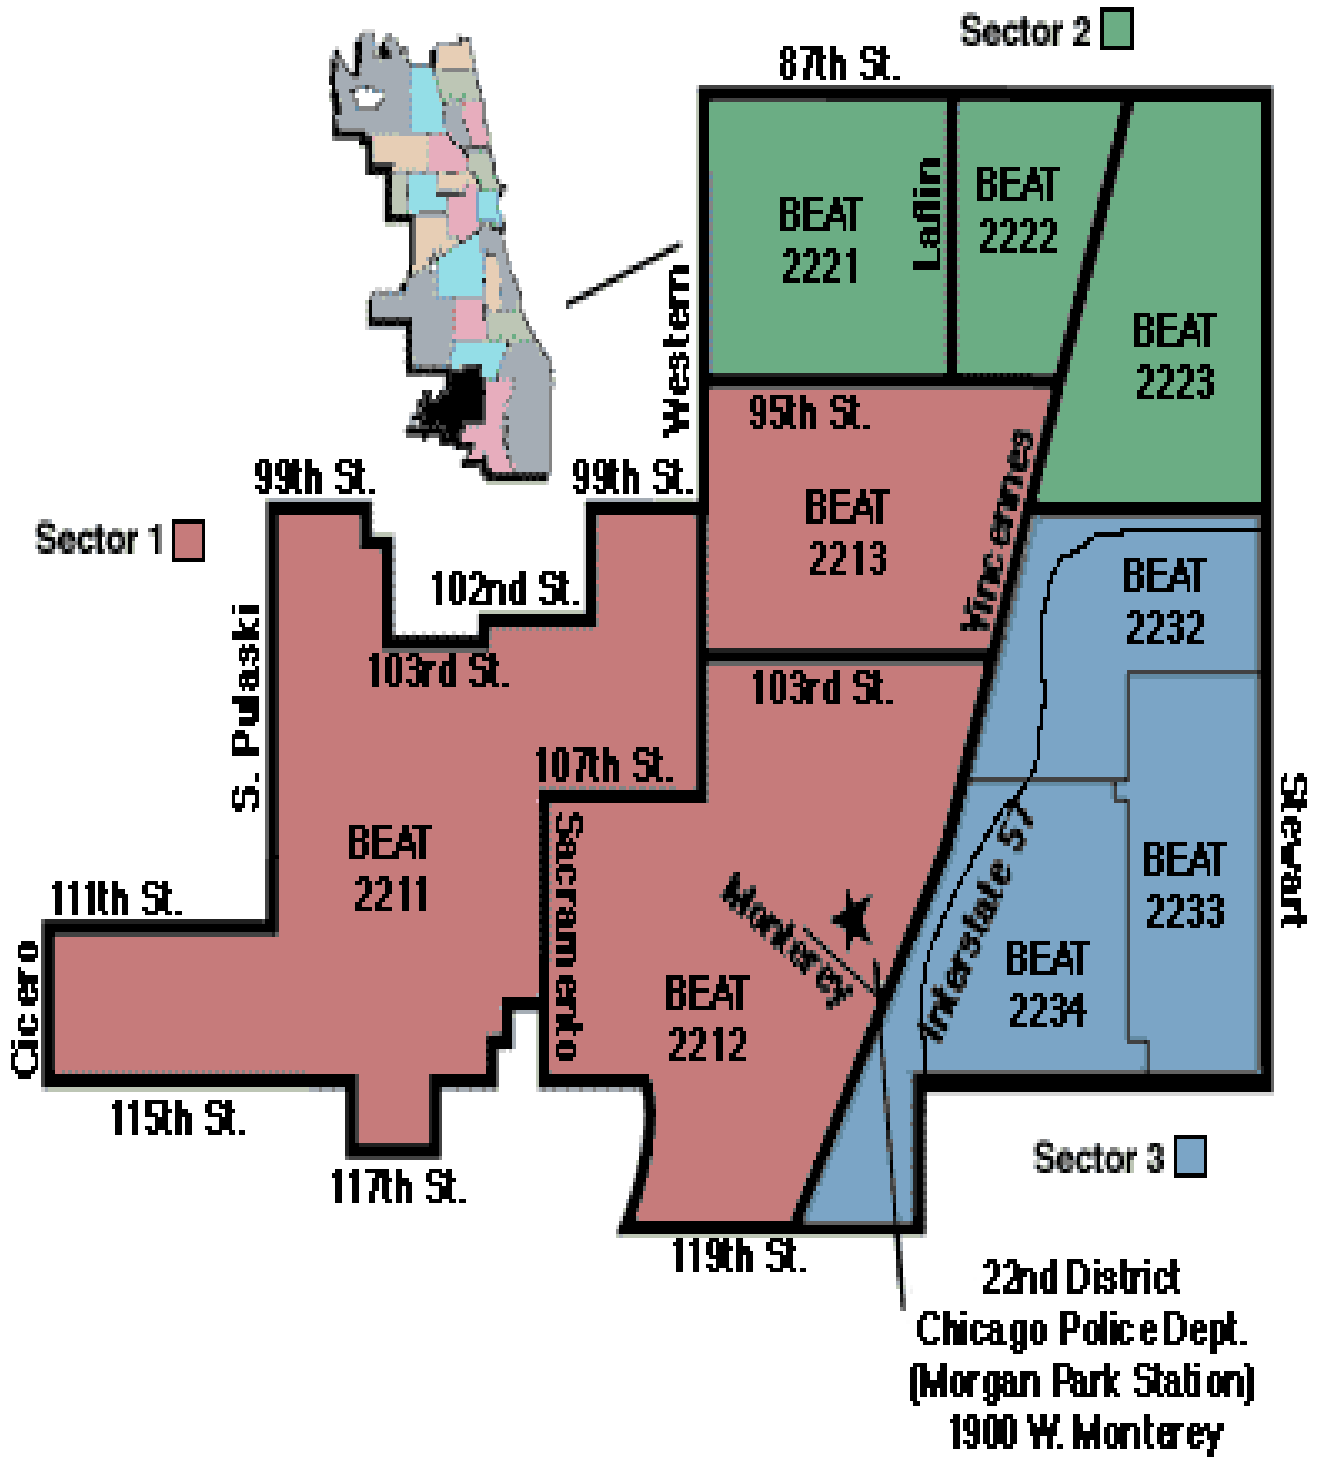 Sector 2
87th St.
BEAT
2221
Laflin
BEAT
2222
BEAT
2223
Western
95th St.
99th St.
99th St.
Sector 1
BEAT
2213
Vincennes
102nd St.
103rd St.
BEAT
2232
S. Pulaski
103rd St.
107th St.
Stewart
Sacramento
BEAT
2211
Interstate 57
BEAT
2233
111th St.
Monterey
Cicero
BEAT
2234
BEAT
2212
115th St.
117th St.
Sector 3
119th St.
22nd District
Chicago Police Dept.
(Morgan Park Station)
1900 W. Monterey